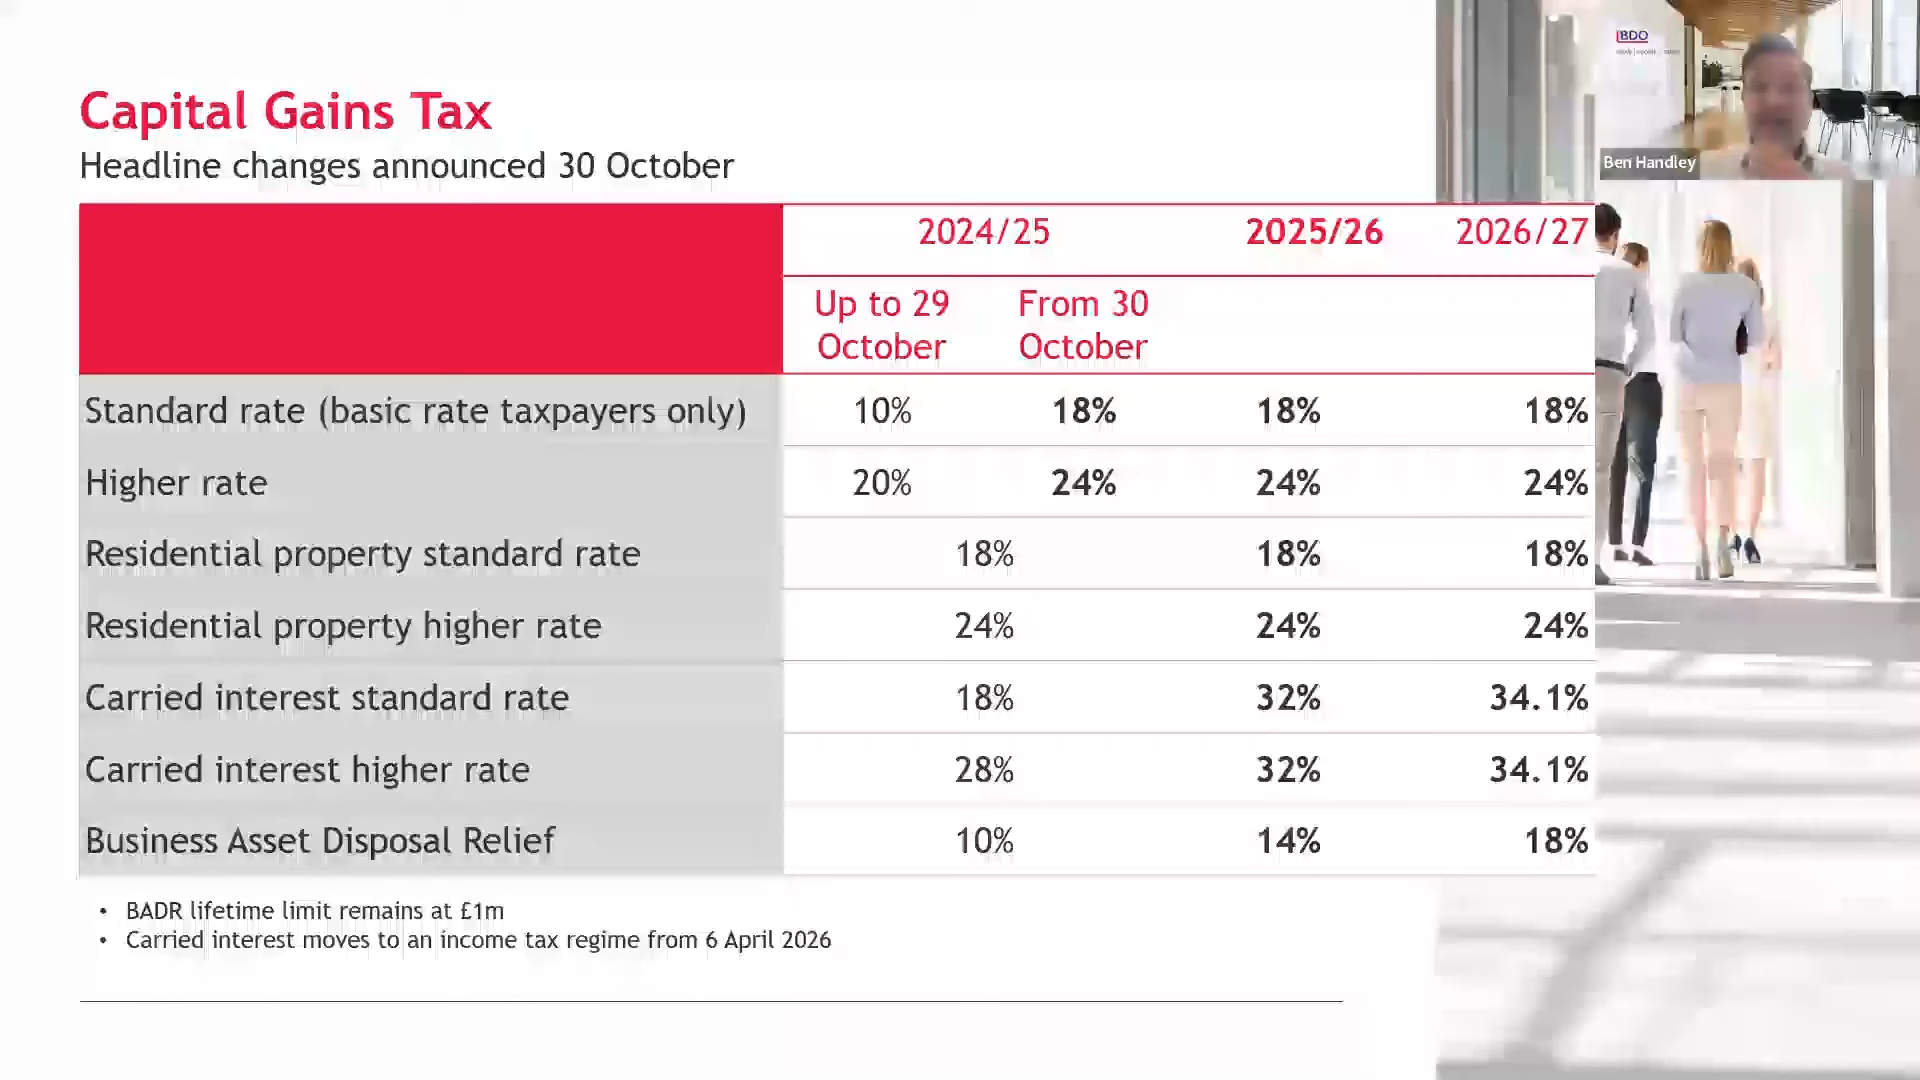 BDO
Ben Handley
Capital Gains Tax
Headline changes announced 30 October
2024/25 2025/26 2026/27
Up to 29 October From 30 October
Standard rate (basic rate taxpayers only) 10% 18% 18% 18%
Higher rate 20% 24% 24% 24%
Residential property standard rate 18% 18% 18%
Residential property higher rate 24% 24% 24%
Carried interest standard rate 18% 32% 34.1%
Carried interest higher rate 28% 32% 34.1%
Business Asset Disposal Relief 10% 14% 18%
• BADR lifetime limit remains at £1m
• Carried interest moves to an income tax regime from 6 April 2026